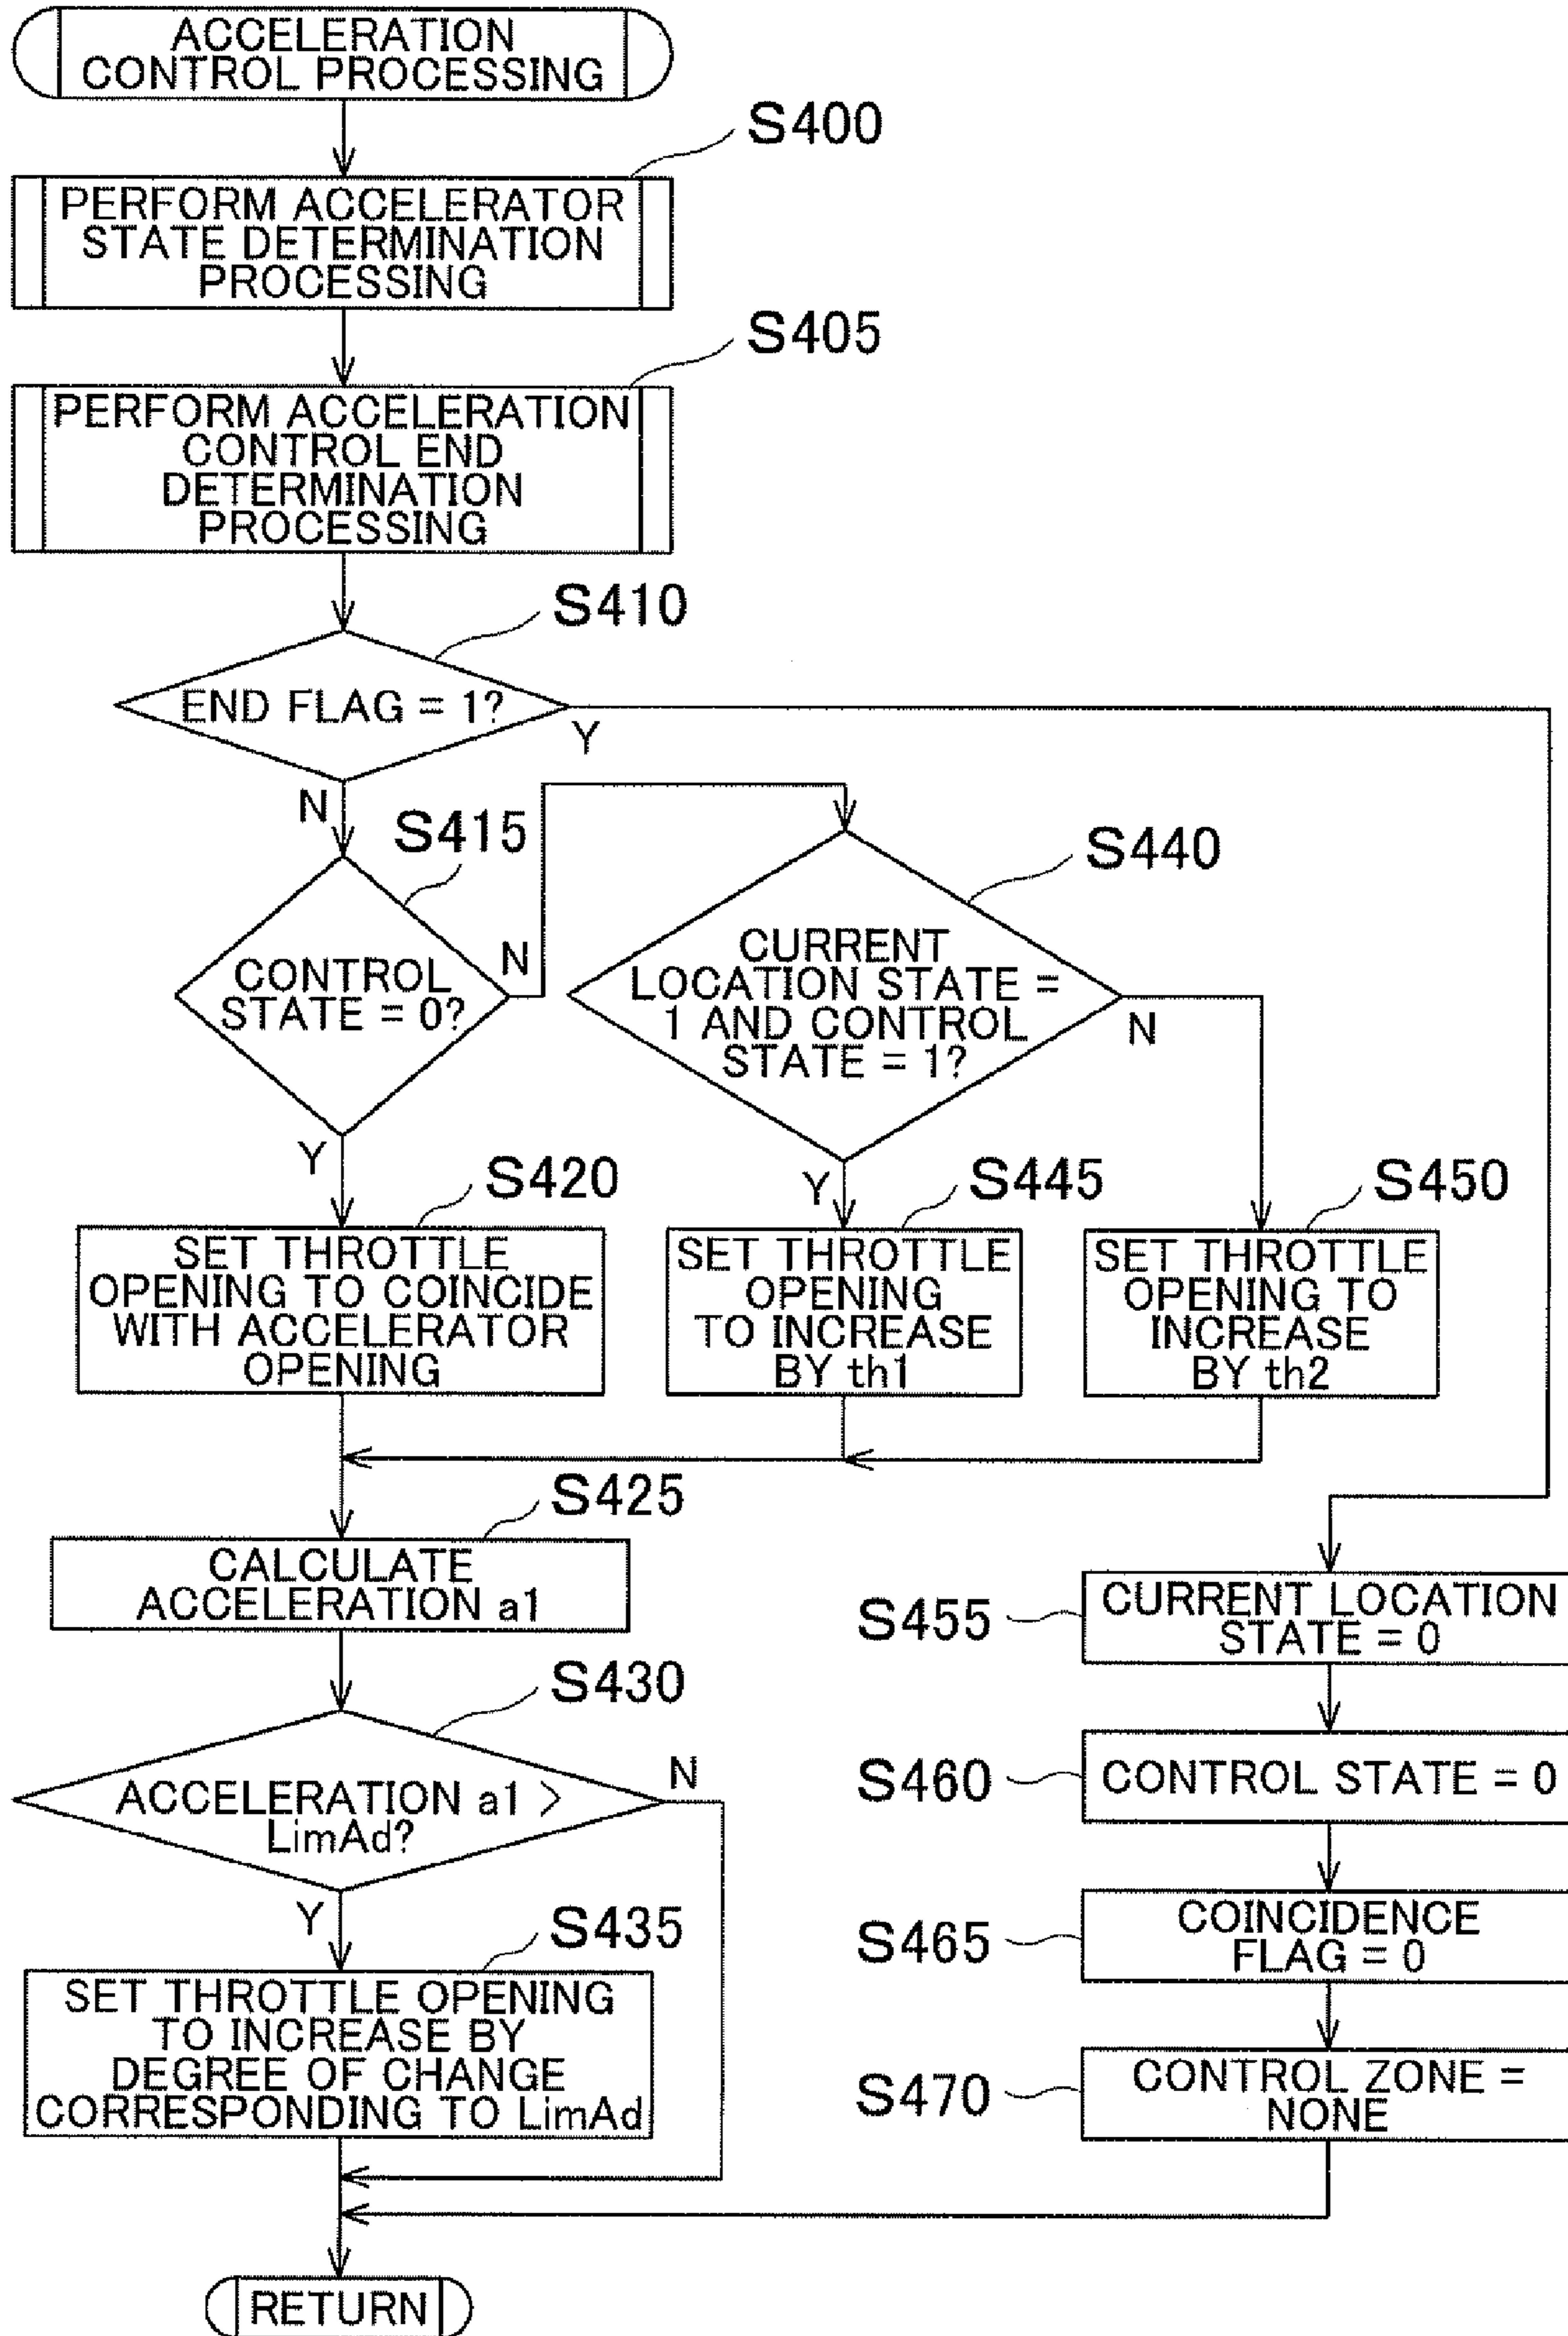 ACCELERATION
CONTROL PROCESSING
S400
PERFORM ACCELERATOR
STATE DETERMINATION
PROCESSING
S405
PERFORM ACCELERATION
CONTROL END
DETERMINATION
PROCESSING
S410
END FLAG = 1?
Y
N
S415
CONTROL
STATE = 0?
N
Y
S440
CURRENT
LOCATION STATE =
1 AND CONTROL
STATE = 1?
N
Y
S420
SET THROTTLE
OPENING TO COINCIDE
WITH ACCELERATOR
OPENING
S445
SET THROTTLE
OPENING
TO INCREASE
BY th1
S450
SET THROTTLE
OPENING TO
INCREASE
BY th2
S425
CALCULATE
ACCELERATION a1
S430
ACCELERATION a1 >
LimAd?
N
Y
S435
SET THROTTLE OPENING
TO INCREASE BY
DEGREE OF CHANGE
CORRESPONDING TO LimAd
S455
CURRENT LOCATION
STATE = 0
S460
CONTROL STATE = 0
S465
COINCIDENCE
FLAG = 0
S470
CONTROL ZONE =
NONE
RETURN